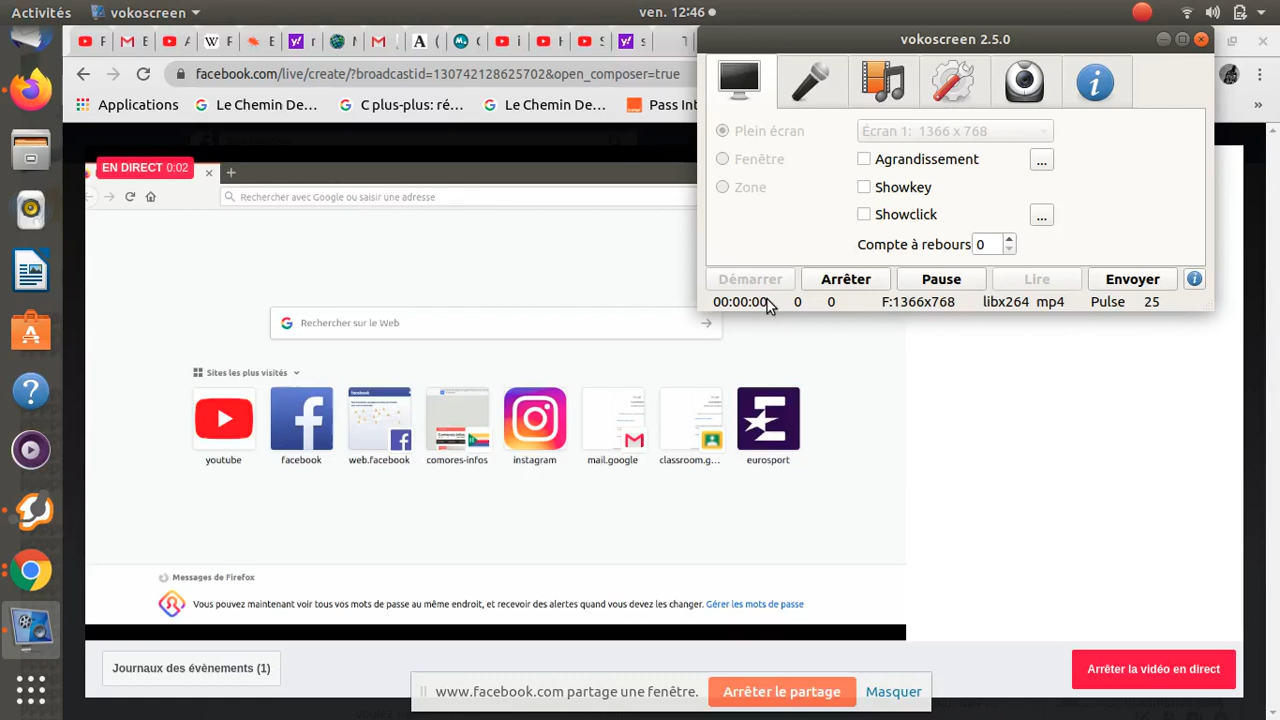 Activités
vokoscreen
ven. 12:46
vokoscreen 2.5.0
F
E
A
W
E
r
N
A
C
i
H
S
s
T
facebook.com/live/create/?broadcastid=130742128625702&open_composer=true
Applications
Le Chemin De...
C plus-plus: ré...
Le Chemin De...
Pass Int
Plein écran
Écran 1: 1366 x 768
Fenêtre
Agrandissement
...
Zone
Showkey
Showclick
...
Compte à rebours 0
Démarrer
Arrêter
Pause
Lire
Envoyer
00:00:00 0 0 F:1366x768 libx264 mp4 Pulse 25
EN DIRECT 0:02
Rechercher avec Google ou saisir une adresse
Rechercher sur le Web
Sites les plus visités
youtube
facebook
web.facebook
comores-infos
instagram
mail.google
classroom.g...
eurosport
Messages de Firefox
Vous pouvez maintenant voir tous vos mots de passe au même endroit, et recevoir des alertes quand vous devez les changer. Gérer les mots de passe
Journaux des évènements (1)
Arrêter la vidéo en direct
www.facebook.com partage une fenêtre.
Arrêter le partage
Masquer